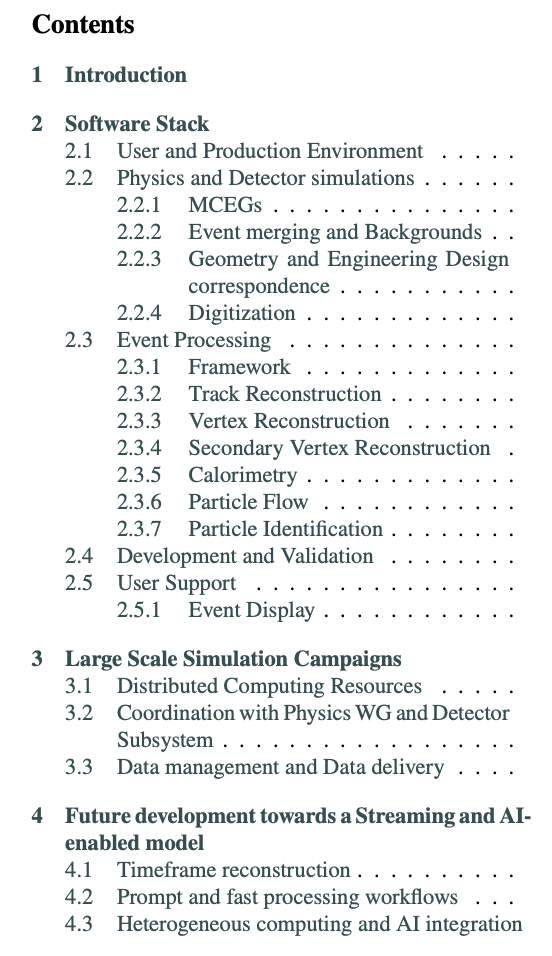 Contents
1 Introduction
2 Software Stack
2.1 User and Production Environment . . . . .
2.2 Physics and Detector simulations . . . . . .
2.2.1 MCEGs . . . . . . . . . . . . . . .
2.2.2 Event merging and Backgrounds . .
2.2.3 Geometry and Engineering Design
correspondence . . . . . . . . . . .
2.2.4 Digitization . . . . . . . . . . . . .
2.3 Event Processing . . . . . . . . . . . . . .
2.3.1 Framework . . . . . . . . . . . . .
2.3.2 Track Reconstruction . . . . . . . .
2.3.3 Vertex Reconstruction . . . . . . .
2.3.4 Secondary Vertex Reconstruction .
2.3.5 Calorimetry . . . . . . . . . . . . .
2.3.6 Particle Flow . . . . . . . . . . . .
2.3.7 Particle Identification . . . . . . . .
2.4 Development and Validation . . . . . . . .
2.5 User Support . . . . . . . . . . . . . . . .
2.5.1 Event Display . . . . . . . . . . . .
3 Large Scale Simulation Campaigns
3.1 Distributed Computing Resources . . . . .
3.2 Coordination with Physics WG and Detector
Subsystem . . . . . . . . . . . . . . . . . .
3.3 Data management and Data delivery . . . .
4 Future development towards a Streaming and AI-
enabled model
4.1 Timeframe reconstruction . . . . . . . . . .
4.2 Prompt and fast processing workflows . . .
4.3 Heterogeneous computing and AI integration